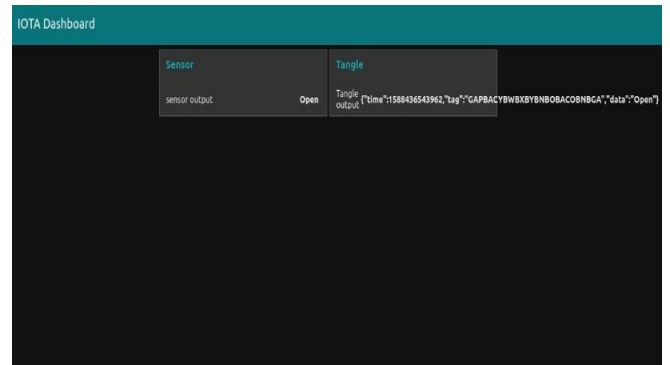 IOTA Dashboard
Sensor
sensor output Open
Tangle
Tangle output {"time":1588436543962,"tag":"GAPBACYBWBXBYBNBOBACOBNBGA","data":"Open"}